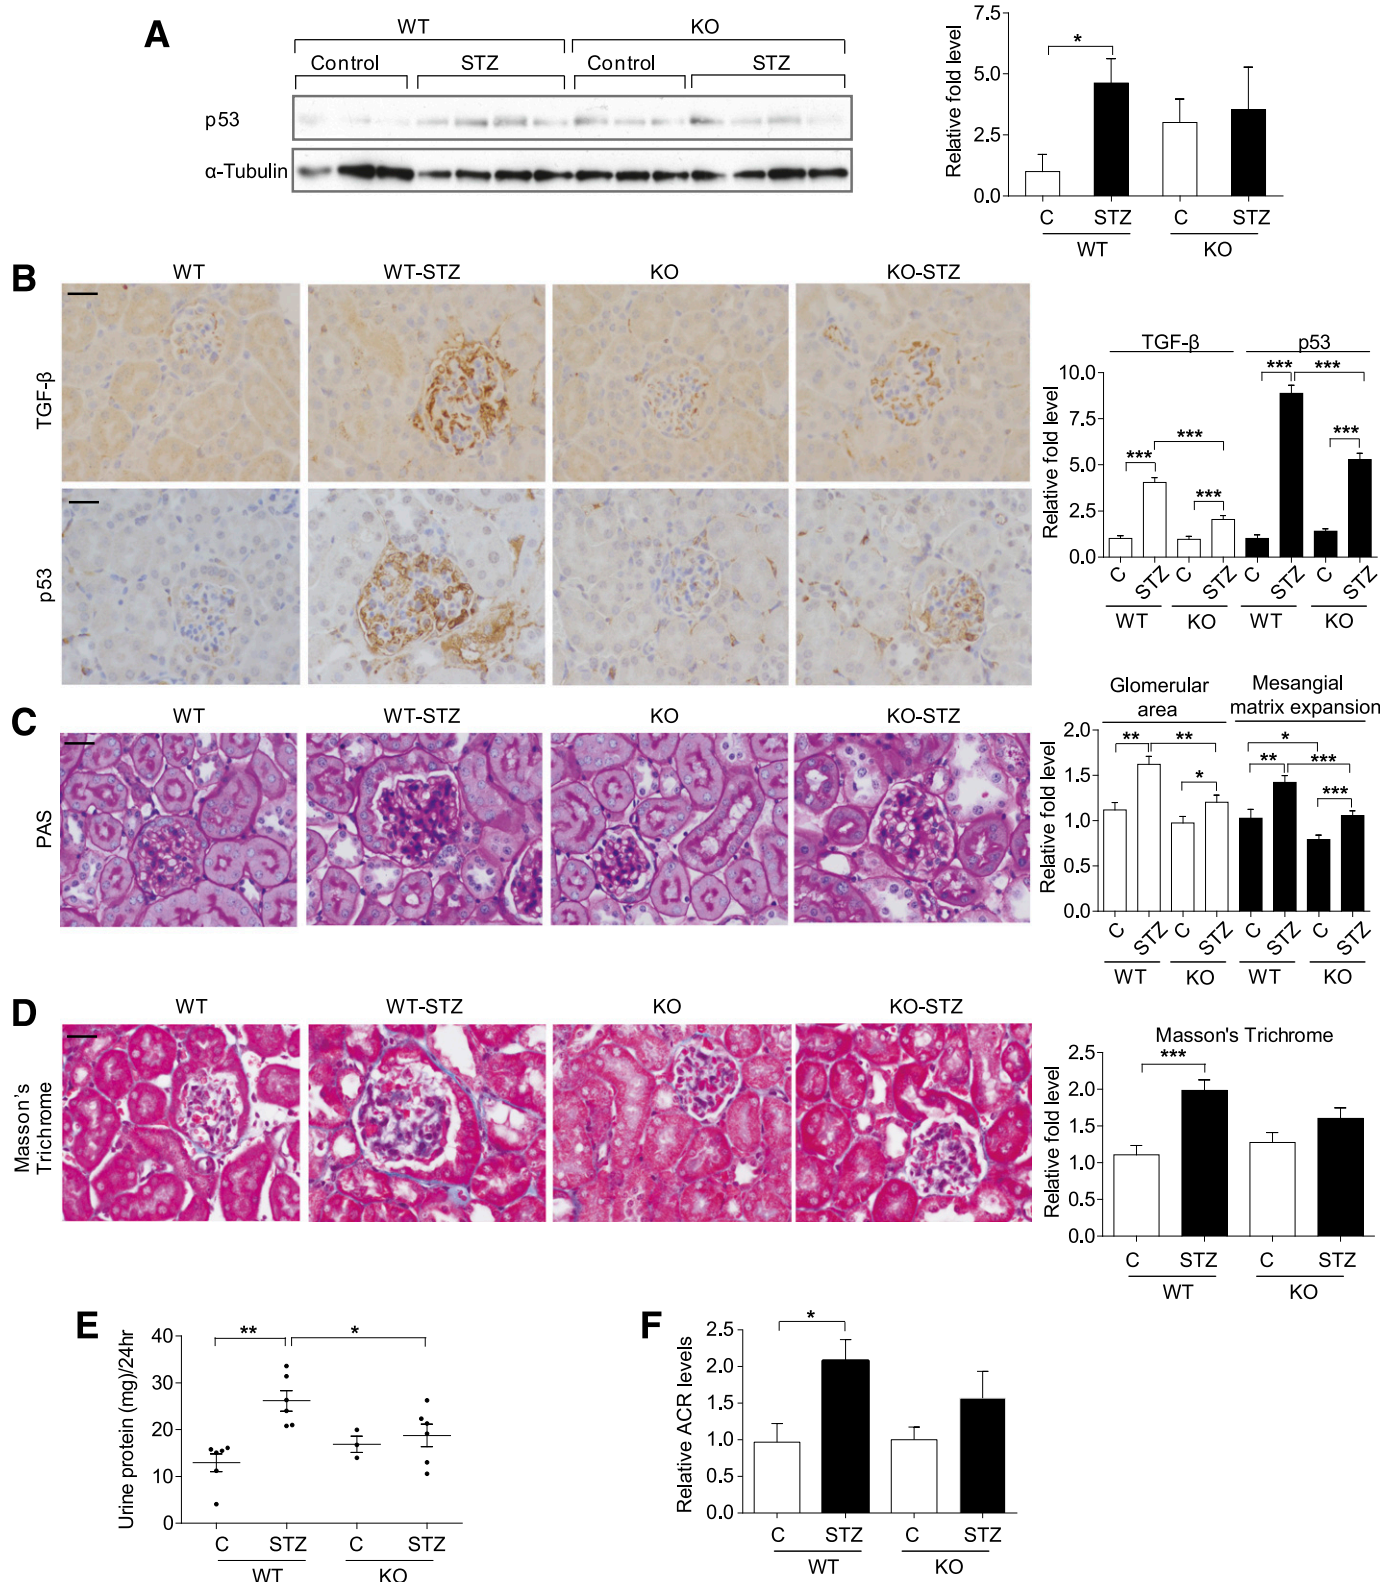 A
WT
KO
Control
STZ
Control
STZ
p53
α-Tubulin
Relative fold level
7.5
5.0
2.5
0.0
*
C
STZ
C
STZ
WT
KO
B
WT
WT-STZ
KO
KO-STZ
TGF-β
p53
TGF-β
p53
Relative fold level
10.0
7.5
5.0
2.5
0.0
***
***
***
***
***
***
C
STZ
C
STZ
C
STZ
C
STZ
WT
KO
WT
KO
C
WT
WT-STZ
KO
KO-STZ
PAS
Glomerular
area
Mesangial
matrix expansion
Relative fold level
2.0
1.5
1.0
0.5
0.0
**
**
*
*
**
***
***
C
STZ
C
STZ
C
STZ
C
STZ
WT
KO
WT
KO
D
WT
WT-STZ
KO
KO-STZ
Masson's
Trichrome
Masson's Trichrome
Relative fold level
2.5
2.0
1.5
1.0
0.5
0.0
***
C
STZ
C
STZ
WT
KO
E
Urine protein (mg)/24hr
40
30
20
10
0
**
*
C
STZ
C
STZ
WT
KO
F
Relative ACR levels
2.5
2.0
1.5
1.0
0.5
0.0
*
C
STZ
C
STZ
WT
KO